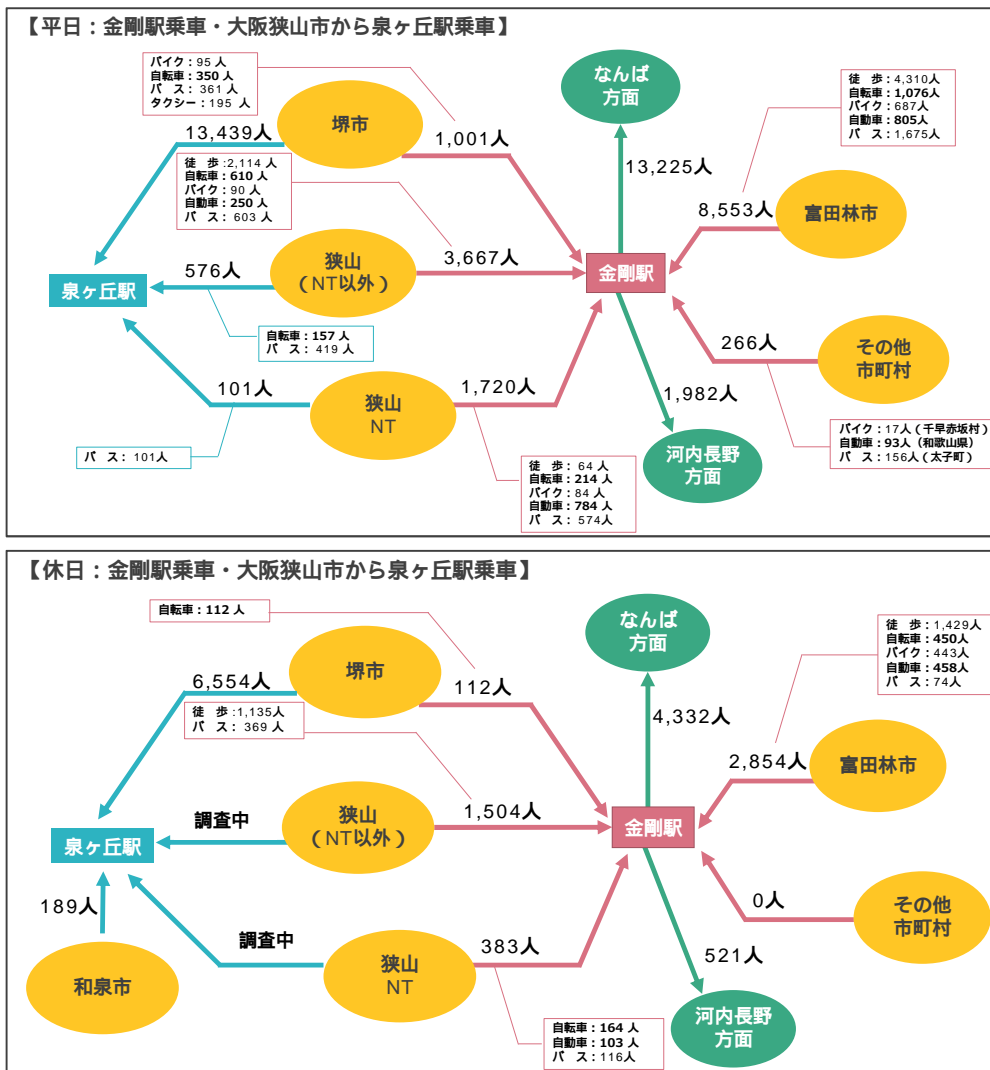 【平日：金剛駅乗車・大阪狭山市から泉ヶ丘駅乗車】
バイク：95 人
自転車：350 人
バ　ス：361 人
タクシー：195 人
なんば
方面
徒　歩：4,310人
自転車：1,076人
バイク：687人
自動車：805人
バ　ス：1,675人
堺市
13,439人
1,001人
13,225人
徒　歩：2,114 人
自転車：610 人
バイク：90 人
自動車：250 人
バ　ス：603 人
8,553人
富田林市
狭山
（NT以外）
576人
3,667人
金剛駅
泉ヶ丘駅
自転車：157 人
バ　ス：419 人
266人
その他
市町村
101人
狭山
NT
1,720人
1,982人
バ　ス：101人
バイク：17人（千早赤坂村）
自動車：93人（和歌山県）
バ　ス：156人（太子町）
河内長野
方面
徒　歩：64人
自転車：214 人
バイク：84 人
自動車：784 人
バ　ス：574人
【休日：金剛駅乗車・大阪狭山市から泉ヶ丘駅乗車】
自転車：112 人
なんば
方面
徒　歩：1,429人
自転車：450人
バイク：443人
自動車：458人
バ　ス：74人
堺市
6,554人
112人
4,332人
徒　歩：1,135人
バ　ス：369 人
2,854人
富田林市
調査中
狭山
（NT以外）
1,504人
金剛駅
泉ヶ丘駅
189人
0人
その他
市町村
調査中
狭山
NT
383人
521人
和泉市
河内長野
方面
自転車：164 人
自動車：103 人
バ　ス：116人